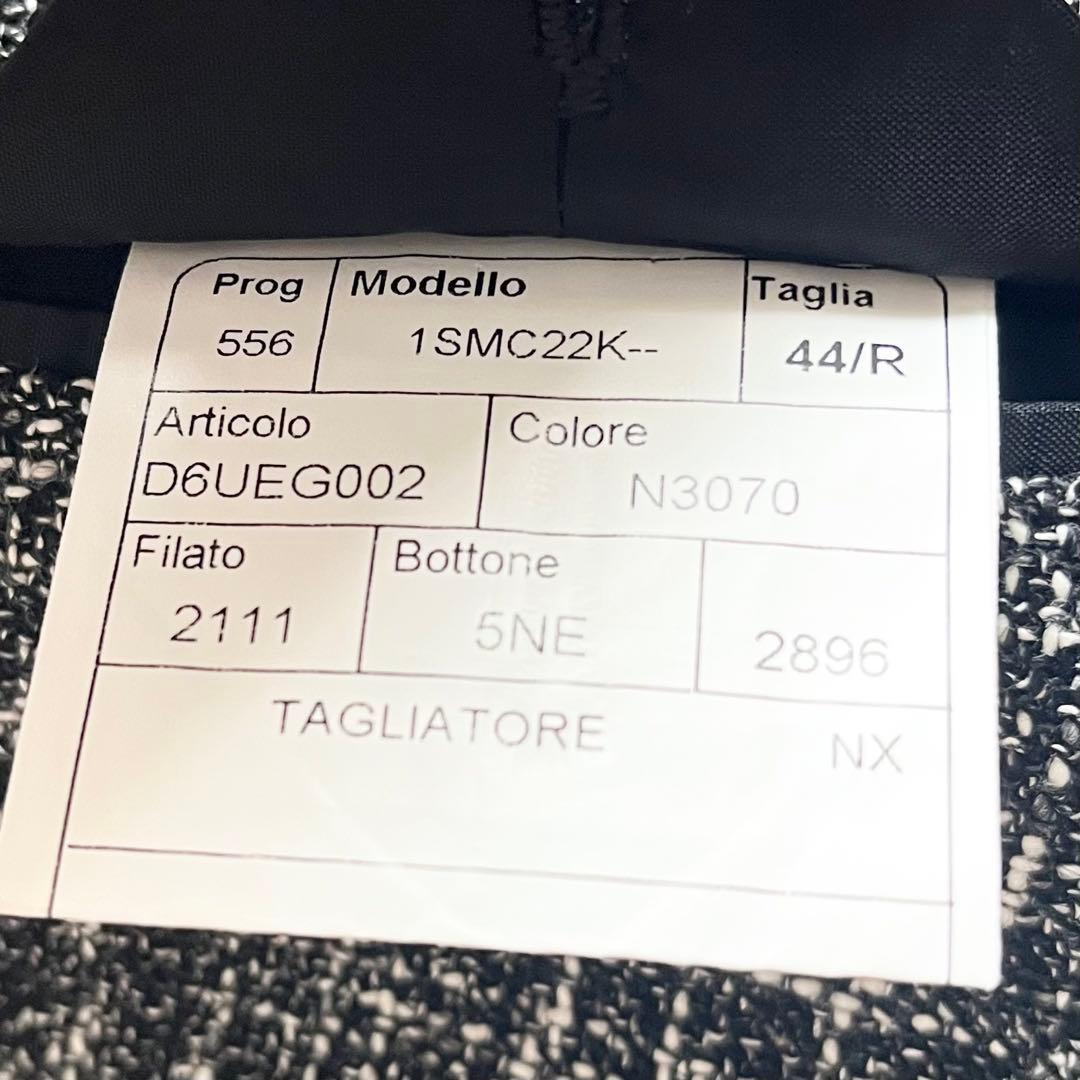 Prog Modello Taglia
556 1SMC22K-- 44/R
Articolo Colore
D6UEG002 N3070
Filato Bottone
2111 5NE 2896
TAGLIATORE NX